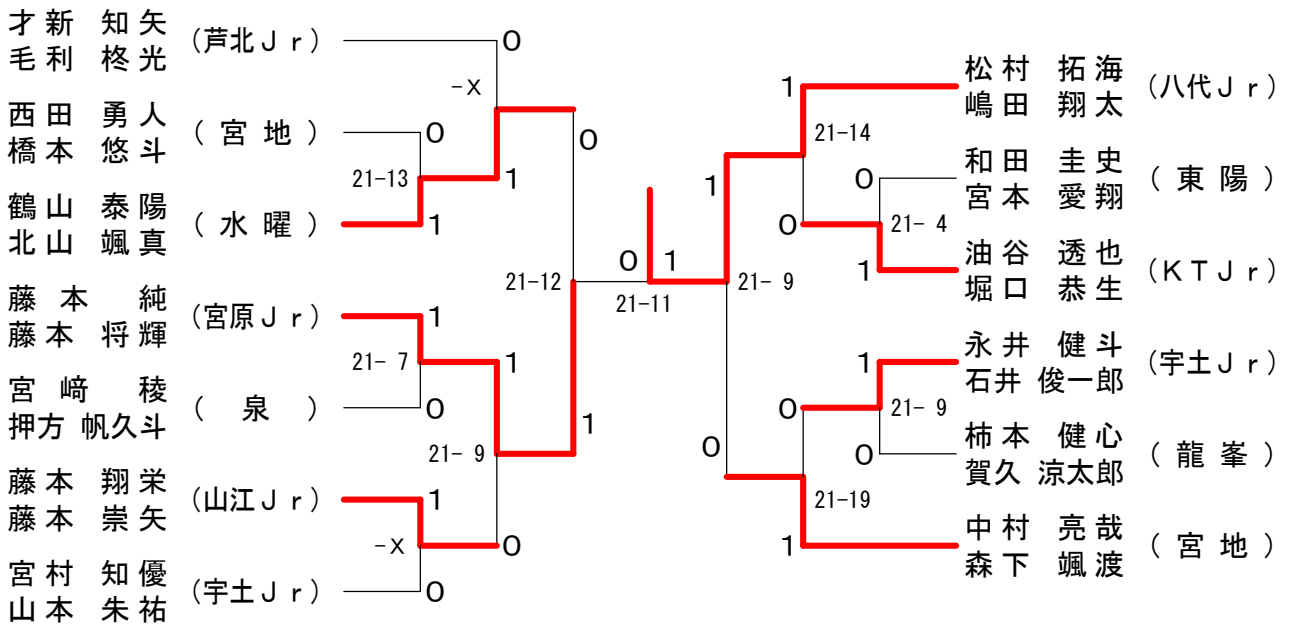 才新 知矢
毛利 柊光
(芦北Jr)
0
-X
西田 勇人
橋本 悠斗
(宮地)
0
21-13
1
0
鶴山 泰陽
北山 颯真
(水曜)
1
21-12
藤本 純
藤本 将輝
(宮原Jr)
1
21- 7
1
宮﨑 稜
押方 帆久斗
(泉)
0
21- 9
1
藤本 翔栄
藤本 崇矢
(山江Jr)
1
-X
0
宮村 知優
山本 朱祐
(宇土Jr)
0
0
1
21-11
松村 拓海
嶋田 翔太
(八代Jr)
1
21-14
1
和田 圭史
宮本 愛翔
(東陽)
0
21- 4
0
油谷 透也
堀口 恭生
(KTJr)
1
21- 9
永井 健斗
石井 俊一郎
(宇土Jr)
1
21- 9
0
柿本 健心
賀久 涼太郎
(龍峯)
0
0
21-19
中村 亮哉
森下 颯渡
(宮地)
1